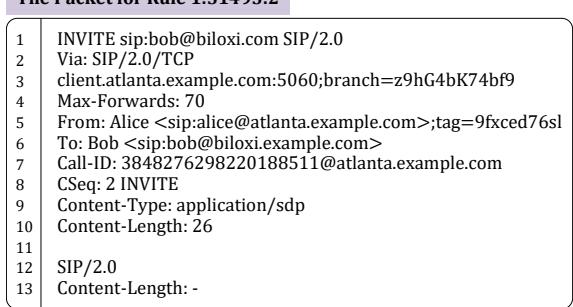 The Packet for Rule 1:31493:2
1 INVITE sip:bob@biloxi.com SIP/2.0
2 Via: SIP/2.0/TCP
3 client.atlanta.example.com:5060;branch=z9hG4bK74bf9
4 Max-Forwards: 70
5 From: Alice <sip:alice@atlanta.example.com>;tag=9fxced76sl
6 To: Bob <sip:bob@biloxi.example.com>
7 Call-ID: 3848276298220188511@atlanta.example.com
8 CSeq: 2 INVITE
9 Content-Type: application/sdp
10 Content-Length: 26
11
12 SIP/2.0
13 Content-Length: -